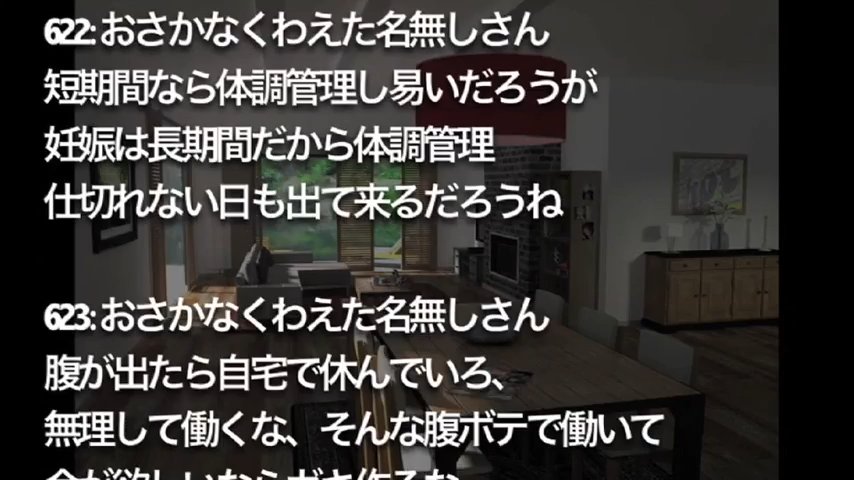 622:おさかなくわえた名無しさん
短期間なら体調管理し易いだろうが
妊娠は長期間だから体調管理
仕切れない日も出て来るだろうね
623:おさかなくわえた名無しさん
腹が出たら自宅で休んでいろ、
無理して働くな、そんな腹ボテで働いて